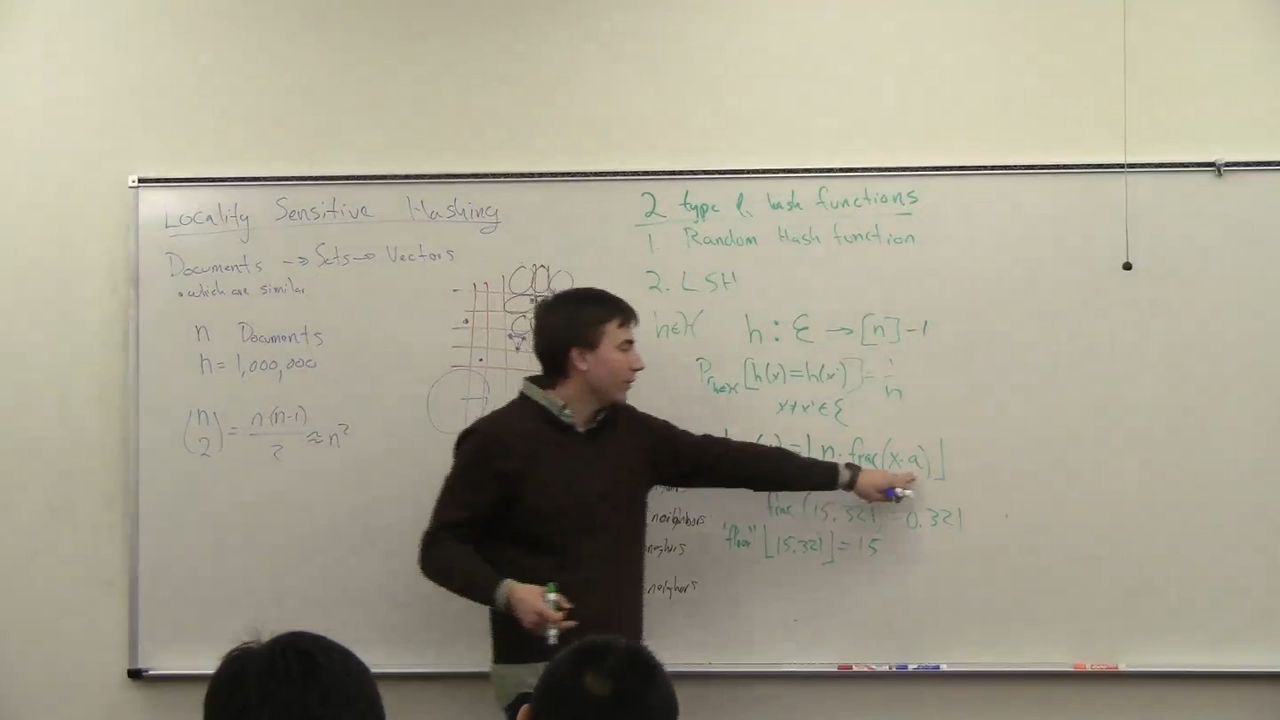 Locality Sensitive Hashing
Documents → Sets → Vectors
• which are similar
n Documents
n = 1,000,000
(n 2) = n·(n-1) / 2 ≈ n²
neighbors
neighbors
2 type of hash functions
1. Random Hash function
2. LSH
h∈H h : Σ → [n]-1
Pr h∈H [h(x) = h(x')] = 1/n
x≠x'∈Σ
= ⌊n· frac(x·a)⌋
frac(15.321) 0.321
"floor" ⌊15.321⌋ = 15